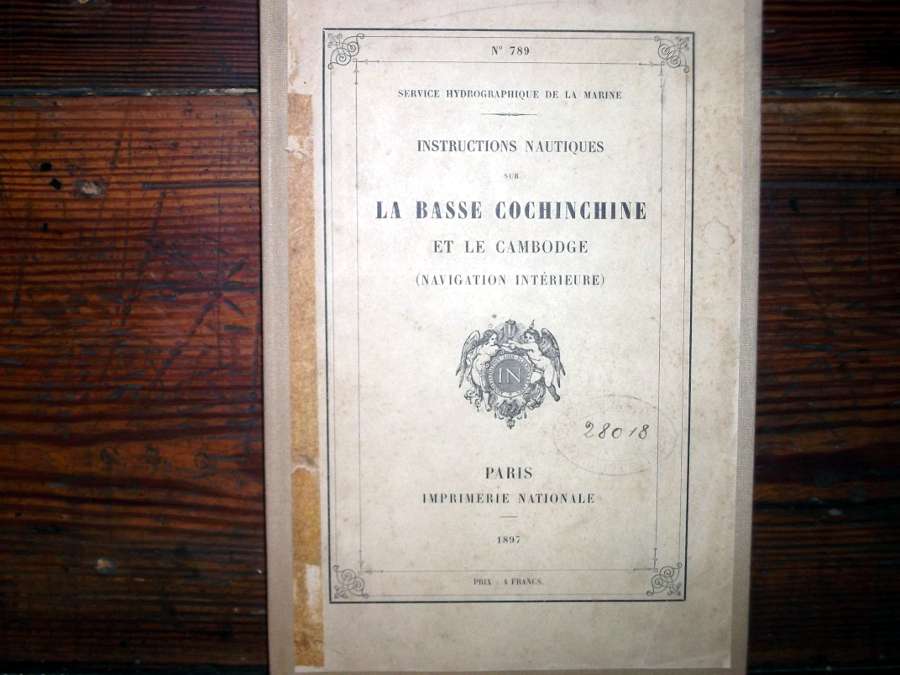 N° 789
SERVICE HYDROGRAPHIQUE DE LA MARINE
INSTRUCTIONS NAUTIQUES
SUR
LA BASSE COCHINCHINE
ET LE CAMBODGE
(NAVIGATION INTÉRIEURE)
IN
28018
PARIS
IMPRIMERIE NATIONALE
1897
PRIX : 4 FRANCS.